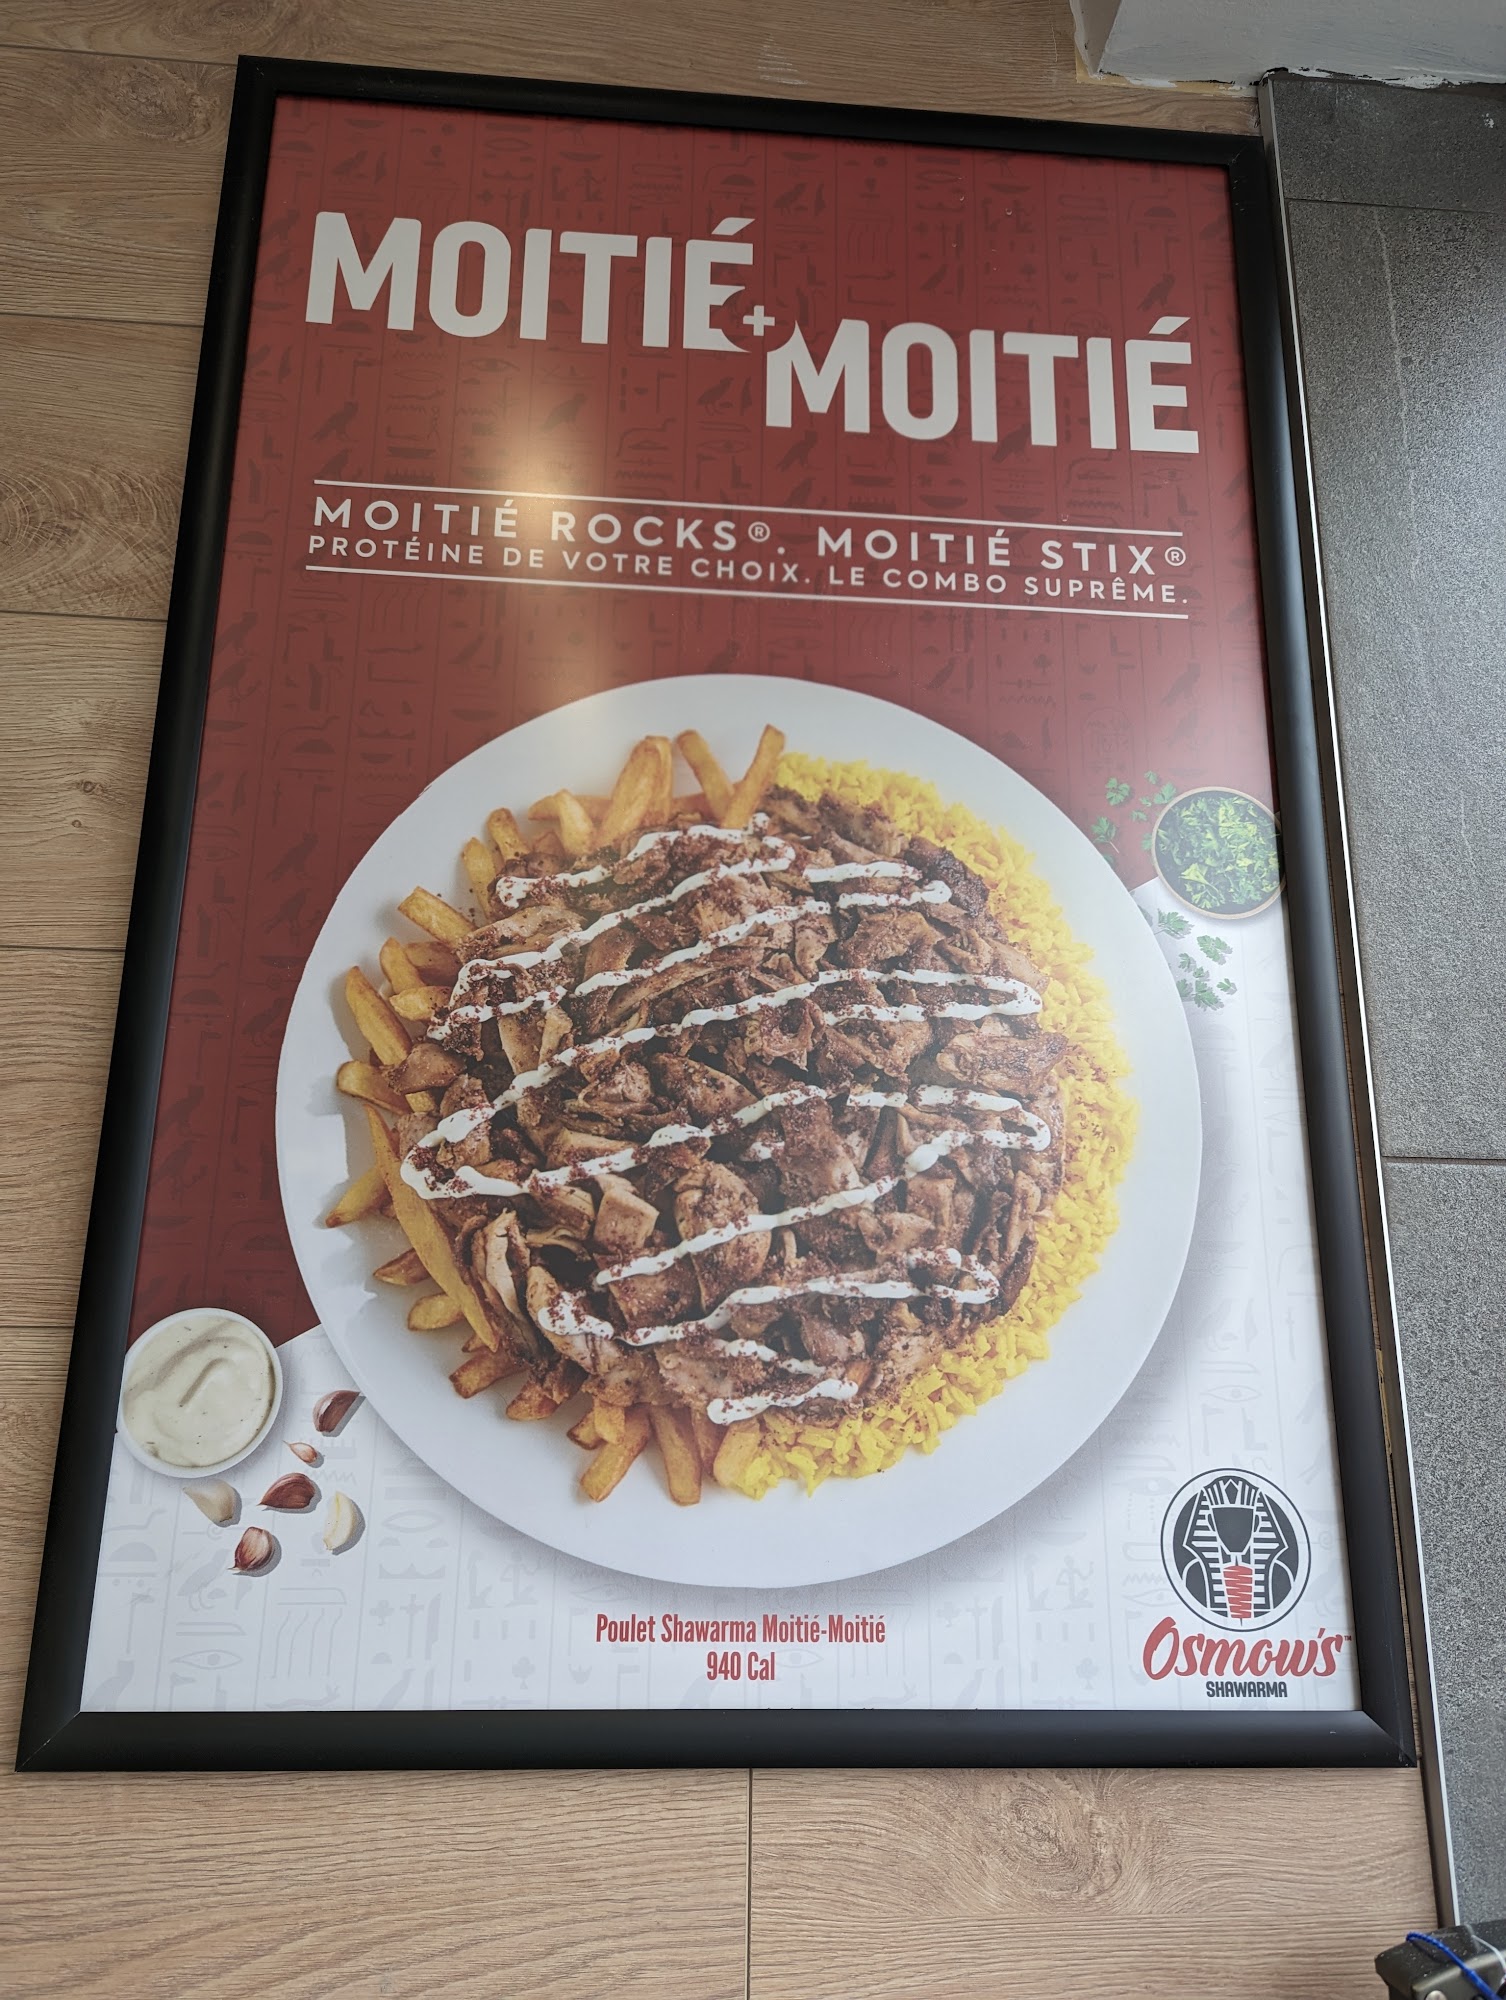 MOITIÉ+
MOITIÉ
MOITIÉ ROCKS®. MOITIÉ STIX®
PROTÉINE DE VOTRE CHOIX. LE COMBO SUPRÊME.
Poulet Shawarma Moitié-Moitié
940 Cal
Osmow's™
SHAWARMA